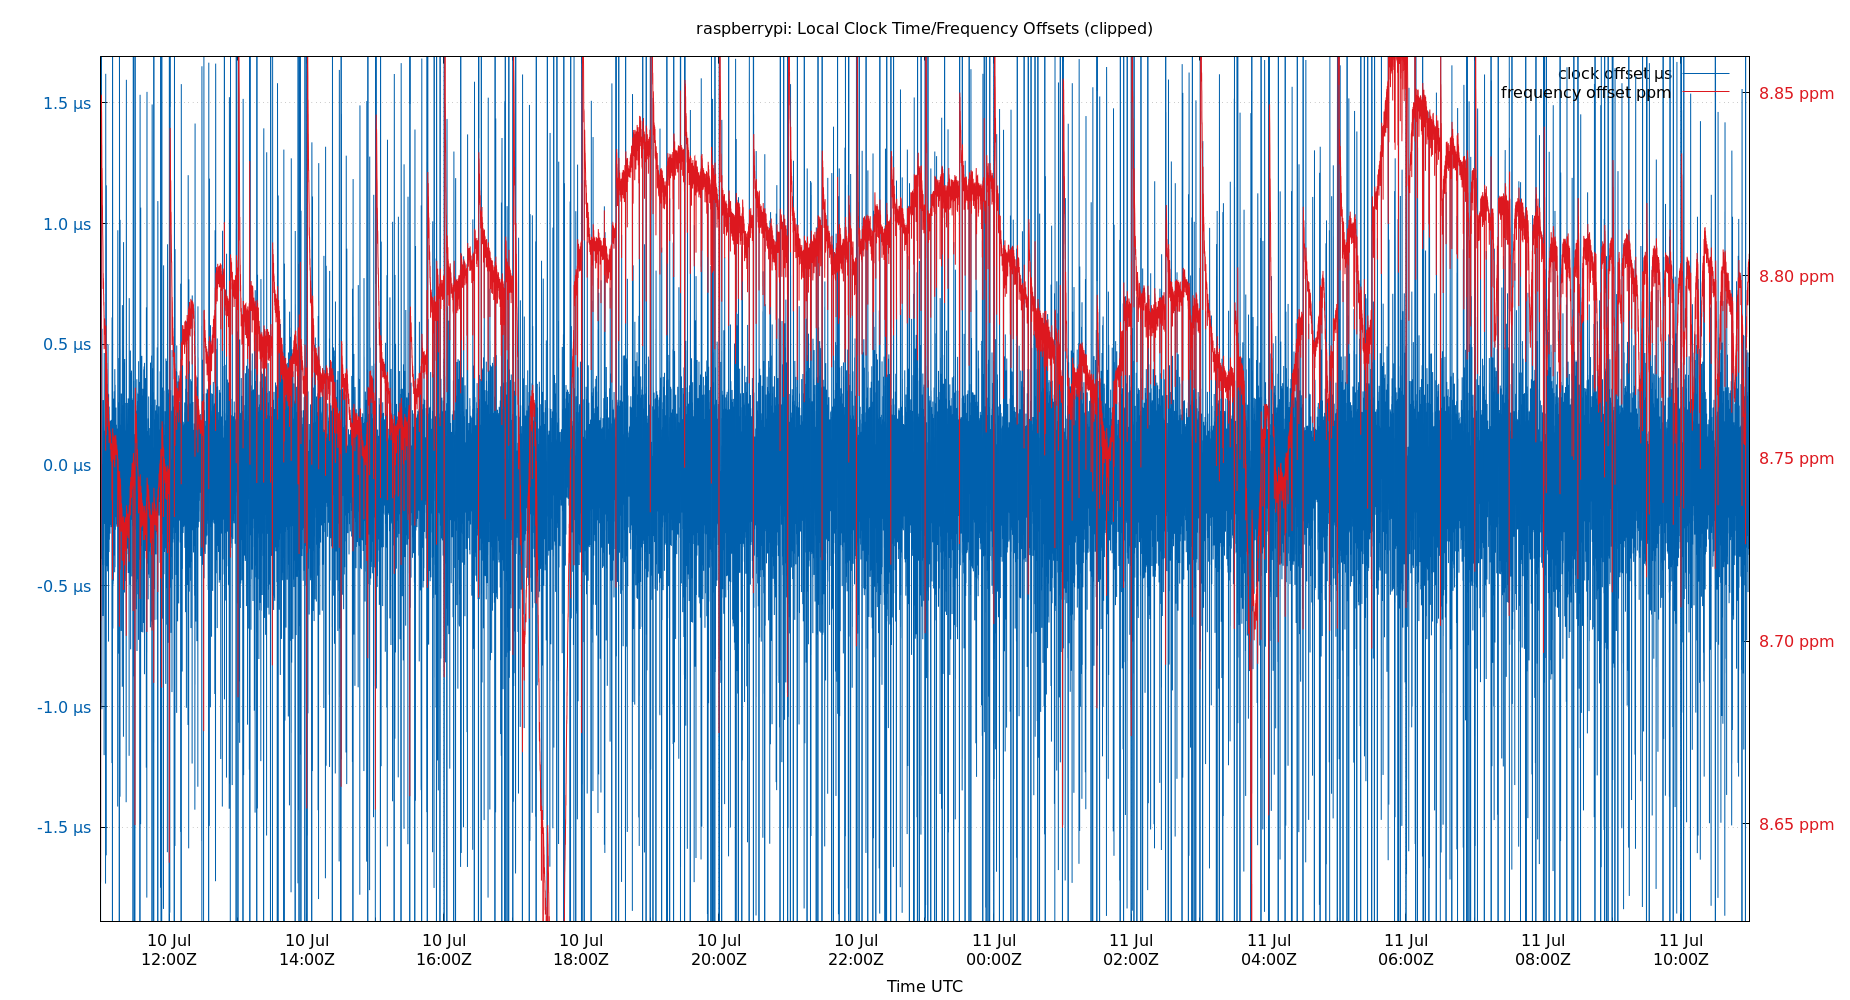 raspberrypi: Local Clock Time/Frequency Offsets (clipped)
clock offset µs
frequency offset ppm
1.5 µs
1.0 µs
0.5 µs
0.0 µs
-0.5 µs
-1.0 µs
-1.5 µs
8.85 ppm
8.80 ppm
8.75 ppm
8.70 ppm
8.65 ppm
10 Jul 10 Jul 10 Jul 10 Jul 10 Jul 10 Jul 11 Jul 11 Jul 11 Jul 11 Jul 11 Jul 11 Jul
12:00Z 14:00Z 16:00Z 18:00Z 20:00Z 22:00Z 00:00Z 02:00Z 04:00Z 06:00Z 08:00Z 10:00Z
Time UTC